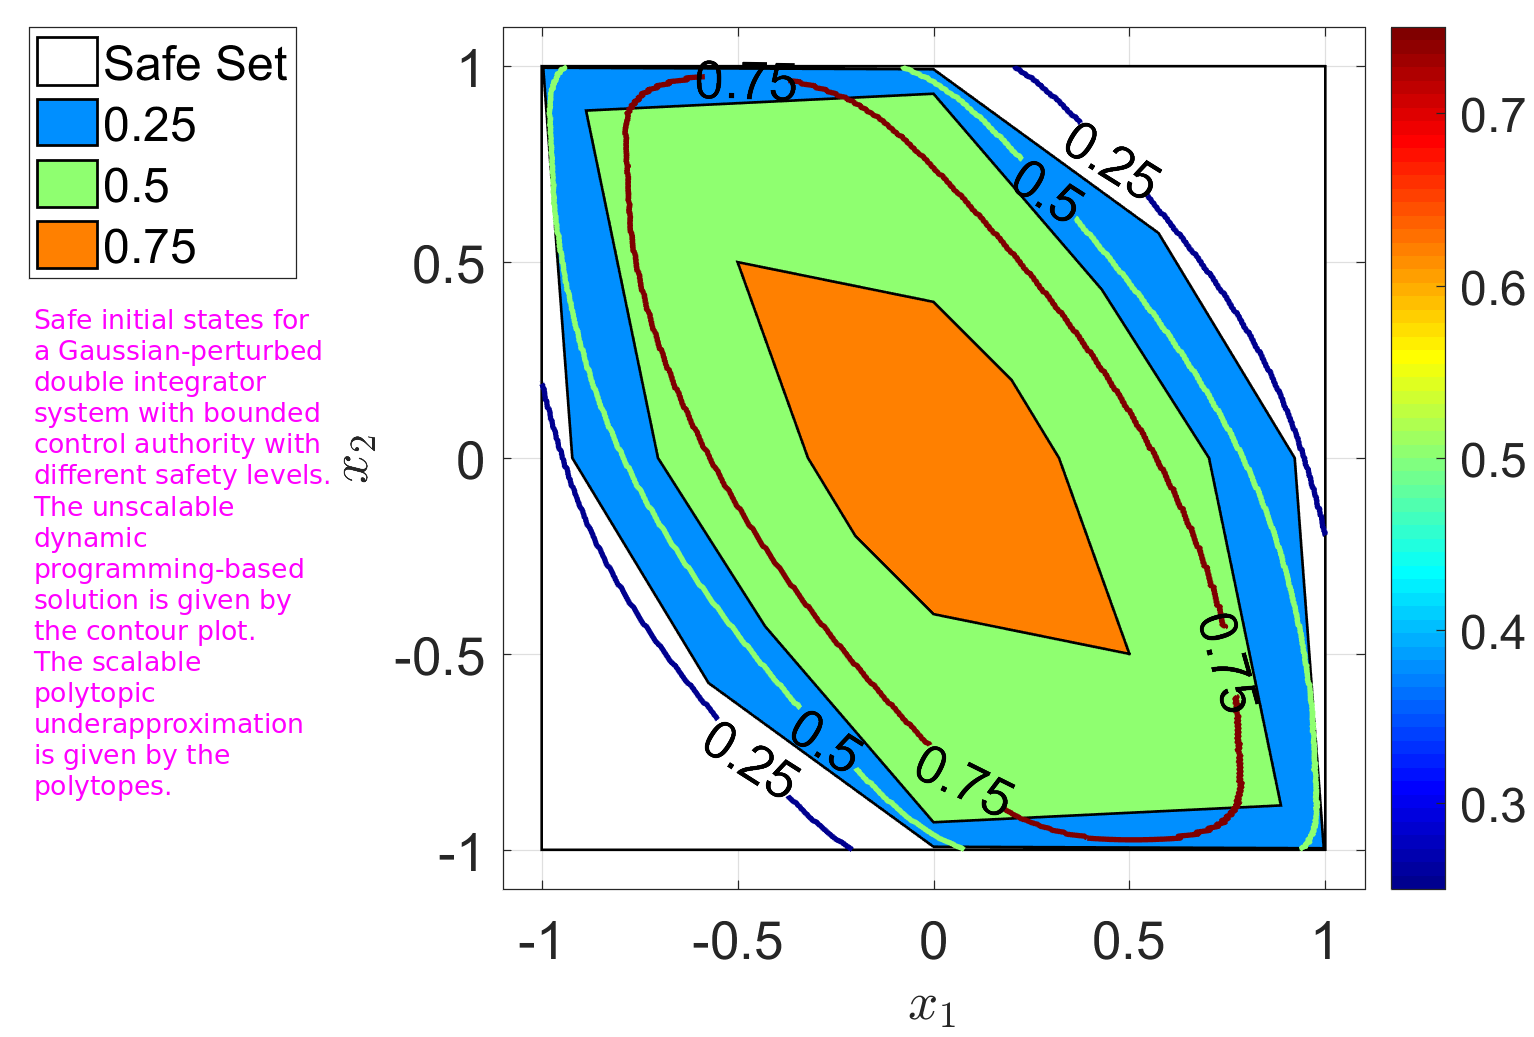 Safe Set
0.25
0.5
0.75
Safe initial states for
a Gaussian-perturbed
double integrator
system with bounded
control authority with
different safety levels.
The unscalable
dynamic
programming-based
solution is given by
the contour plot.
The scalable
polytopic
underapproximation
is given by the
polytopes.
x2
1
0.5
0
-0.5
-1
0.75
0.25
0.5
0.75
0.5
0.25
0.75
-1
-0.5
0
0.5
1
x1
0.7
0.6
0.5
0.4
0.3